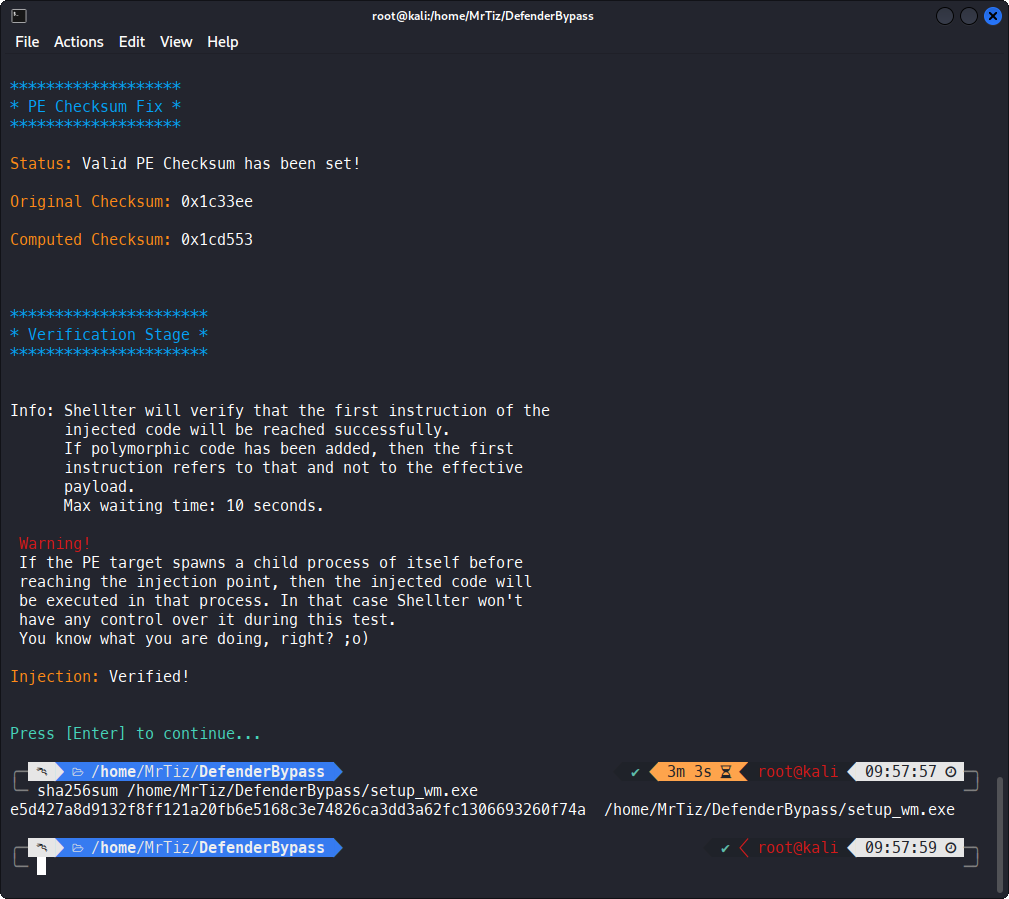 root@kali:/home/MrTiz/DefenderBypass
File Actions Edit View Help
*******************
* PE Checksum Fix *
*******************
Status: Valid PE Checksum has been set!
Original Checksum: 0x1c33ee
Computed Checksum: 0x1cd553
**********************
* Verification Stage *
**********************
Info: Shellter will verify that the first instruction of the
injected code will be reached successfully.
If polymorphic code has been added, then the first
instruction refers to that and not to the effective
payload.
Max waiting time: 10 seconds.
Warning!
If the PE target spawns a child process of itself before
reaching the injection point, then the injected code will
be executed in that process. In that case Shellter won't
have any control over it during this test.
You know what you are doing, right? ;o)
Injection: Verified!
Press [Enter] to continue...
/home/MrTiz/DefenderBypass ✔ 3m 3s root@kali 09:57:57
sha256sum /home/MrTiz/DefenderBypass/setup_wm.exe
e5d427a8d9132f8ff121a20fb6e5168c3e74826ca3dd3a62fc1306693260f74a /home/MrTiz/DefenderBypass/setup_wm.exe
/home/MrTiz/DefenderBypass ✔ root@kali 09:57:59